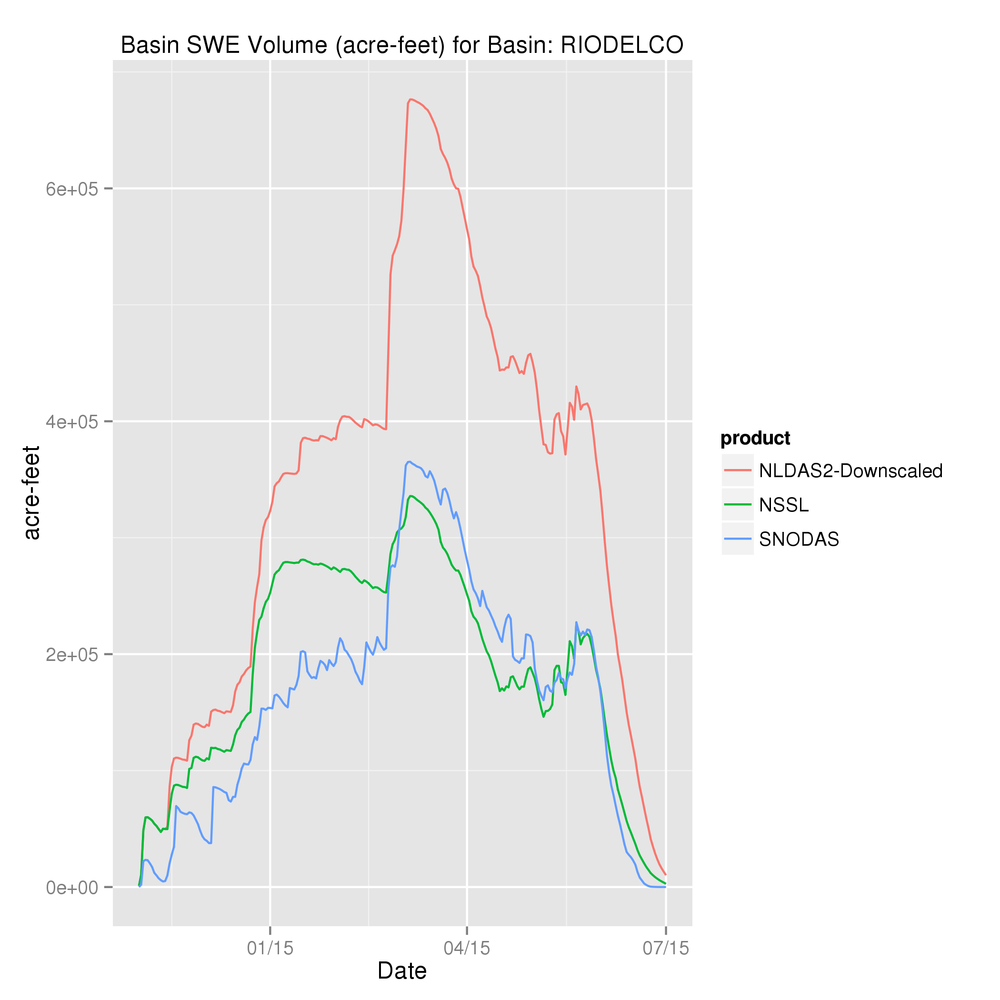 Basin SWE Volume (acre-feet) for Basin: RIODELCO
acre-feet
6e+05
4e+05
2e+05
0e+00
01/15
04/15
07/15
Date
product
NLDAS2-Downscaled
NSSL
SNODAS